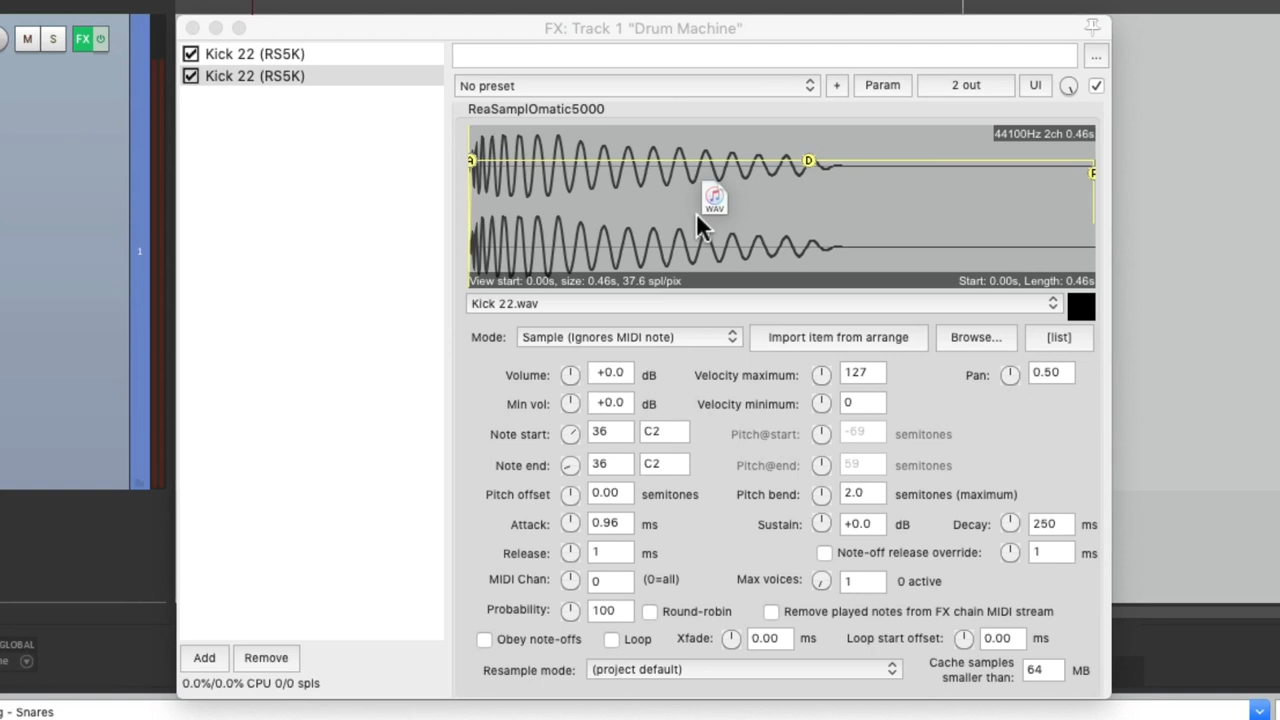 FX: Track 1 "Drum Machine"
M S FX
Kick 22 (RS5K)
Kick 22 (RS5K)
...
No preset + Param 2 out UI
ReaSamplOmatic5000
44100Hz 2ch 0.46s
A D
WAV
1
View start: 0.00s, size: 0.46s, 37.6 spl/pix Start: 0.00s, Length: 0.46s
Kick 22.wav
Mode: Sample (Ignores MIDI note) Import item from arrange Browse... [list]
Volume: +0.0 dB Velocity maximum: 127 Pan: 0.50
Min vol: +0.0 dB Velocity minimum: 0
Note start: 36 C2 Pitch@start: -69 semitones
Note end: 36 C2 Pitch@end: 59 semitones
Pitch offset 0.00 semitones Pitch bend: 2.0 semitones (maximum)
Attack: 0.96 ms Sustain: +0.0 dB Decay: 250 ms
Release: 1 ms Note-off release override: 1 ms
MIDI Chan: 0 (0=all) Max voices: 1 0 active
Probability: 100 Round-robin Remove played notes from FX chain MIDI stream
Obey note-offs Loop Xfade: 0.00 ms Loop start offset: 0.00 ms
Resample mode: (project default) Cache samples smaller than: 64 MB
GLOBAL
Add Remove
0.0%/0.0% CPU 0/0 spls
- Snares